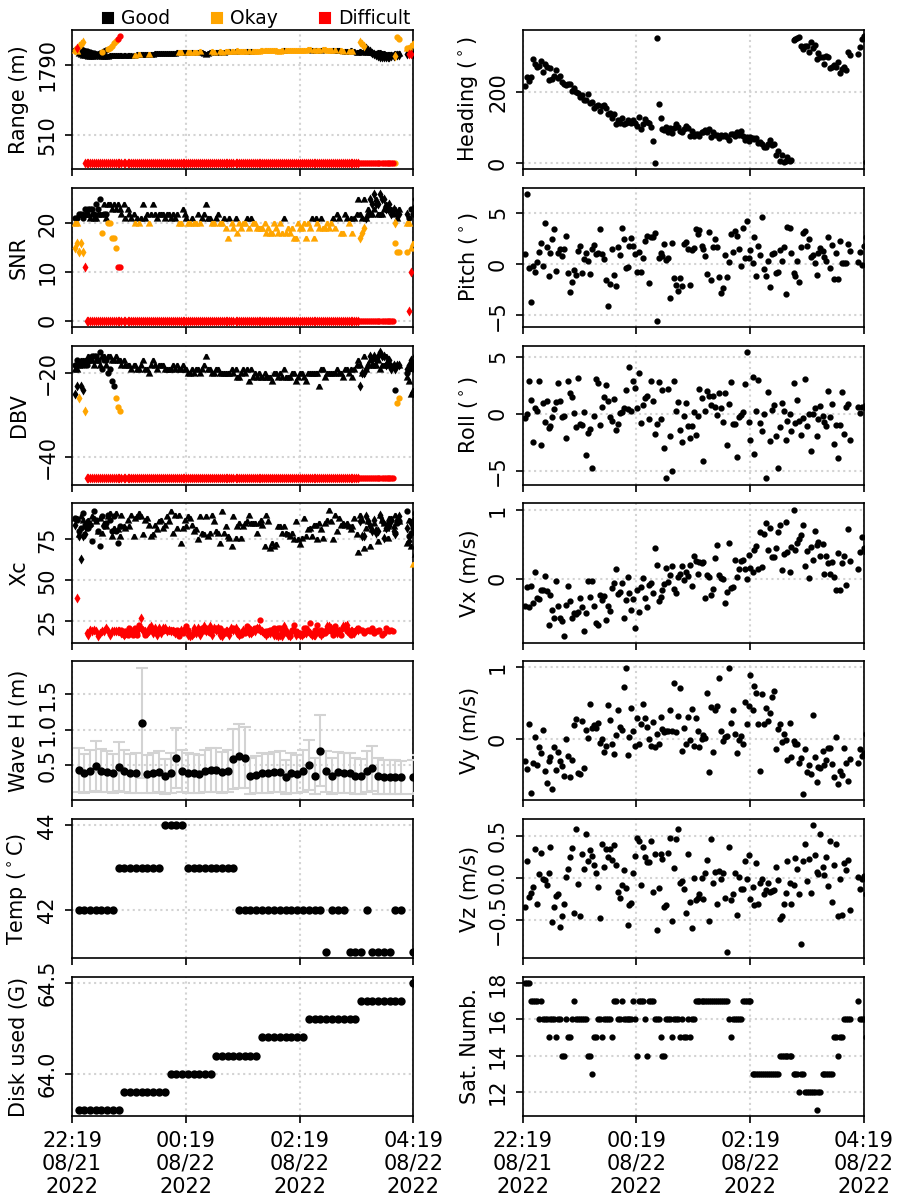 Good Okay Difficult
Range (m)
1790
510
Heading (°)
200
0
SNR
20
10
0
Pitch (°)
5
0
−5
DBV
−20
−40
Roll (°)
5
0
−5
Xc
75
50
25
Vx (m/s)
1
0
Wave H (m)
1.5
1.0
0.5
Vy (m/s)
1
0
Temp (°C)
44
42
Vz (m/s)
0.5
0.0
−0.5
Disk used (G)
64.5
64.0
Sat. Numb.
18
16
14
12
22:19 00:19 02:19 04:19 22:19 00:19 02:19 04:19
08/21 08/22 08/22 08/22 08/21 08/22 08/22 08/22
2022 2022 2022 2022 2022 2022 2022 2022